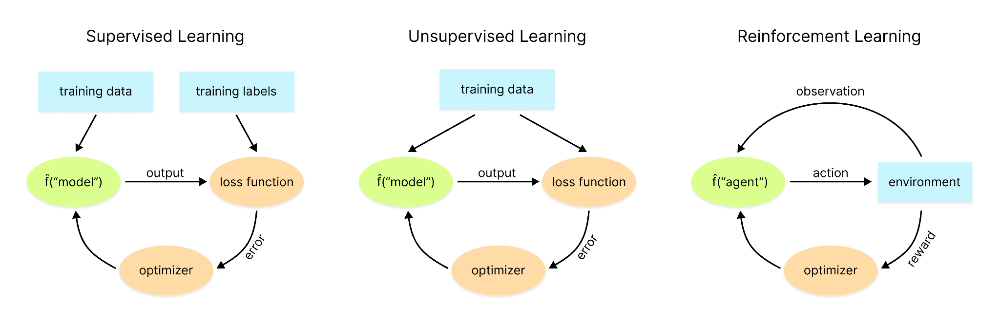 Supervised Learning
training data
training labels
f̂(“model”)
output
loss function
error
optimizer
Unsupervised Learning
training data
f̂(“model”)
output
loss function
error
optimizer
Reinforcement Learning
observation
f̂(“agent”)
action
environment
reward
optimizer